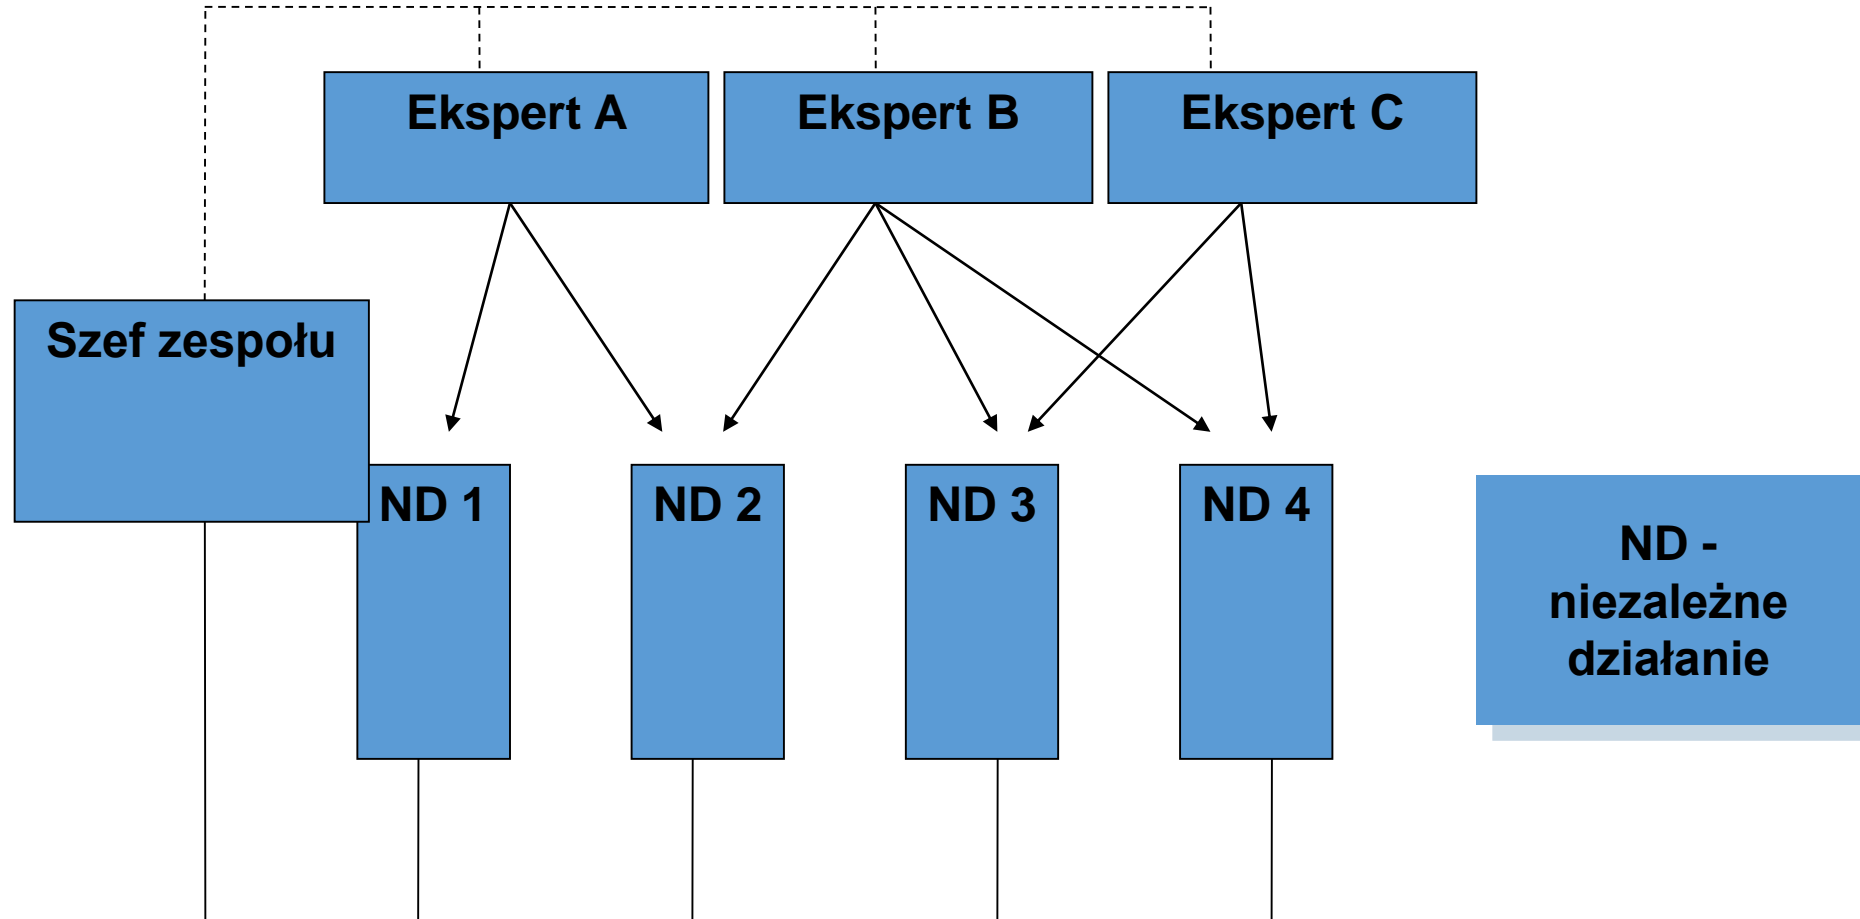 Ekspert A
Ekspert B
Ekspert C
Szef zespołu
ND 1
ND 2
ND 3
ND 4
ND -
niezależne
działanie